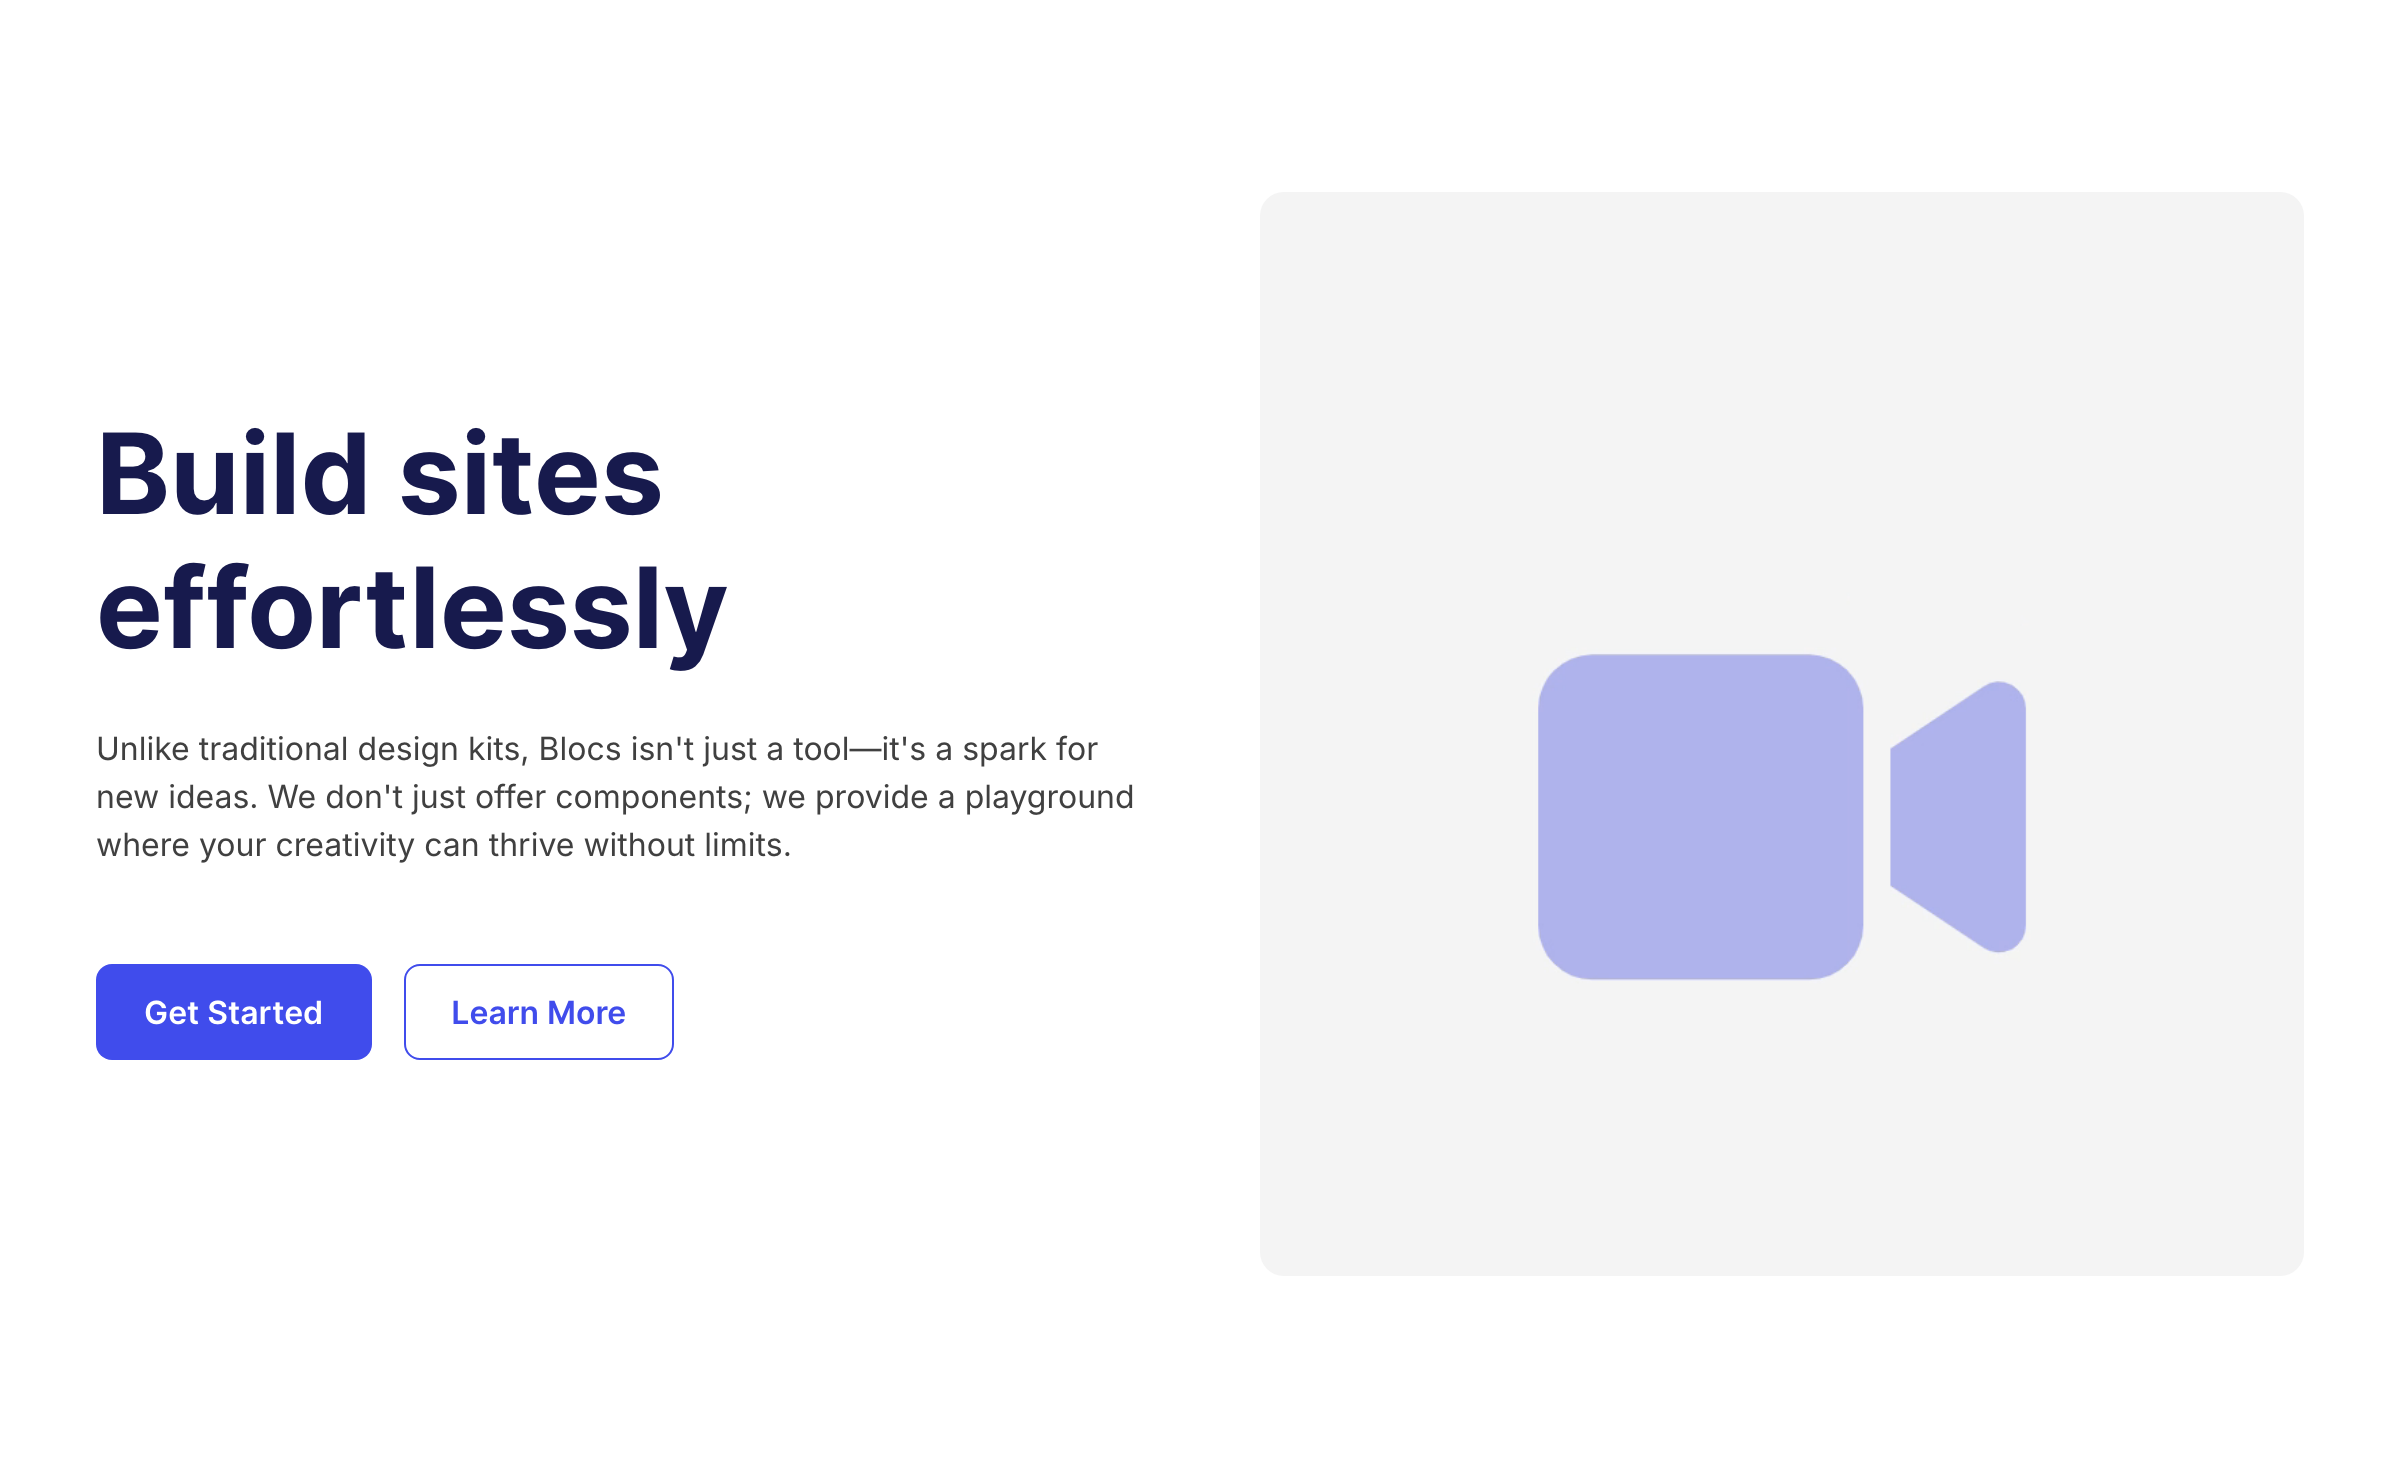 Build sites
effortlessly
Unlike traditional design kits, Blocs isn't just a tool—it's a spark for
new ideas. We don't just offer components; we provide a playground
where your creativity can thrive without limits.
Get Started
Learn More